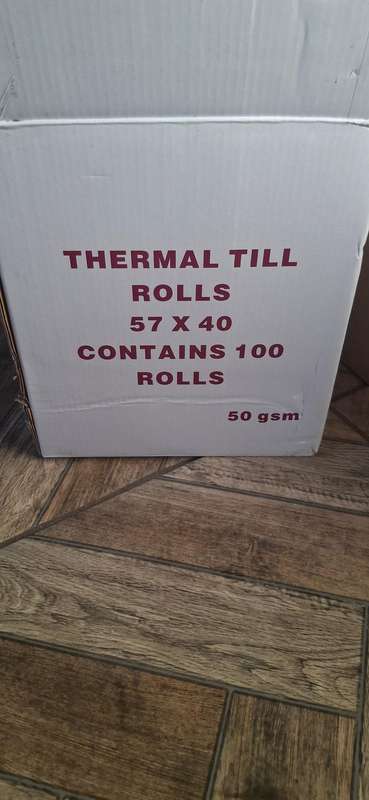 THERMAL TILL
ROLLS
57 X 40
CONTAINS 100
ROLLS
50 gsm